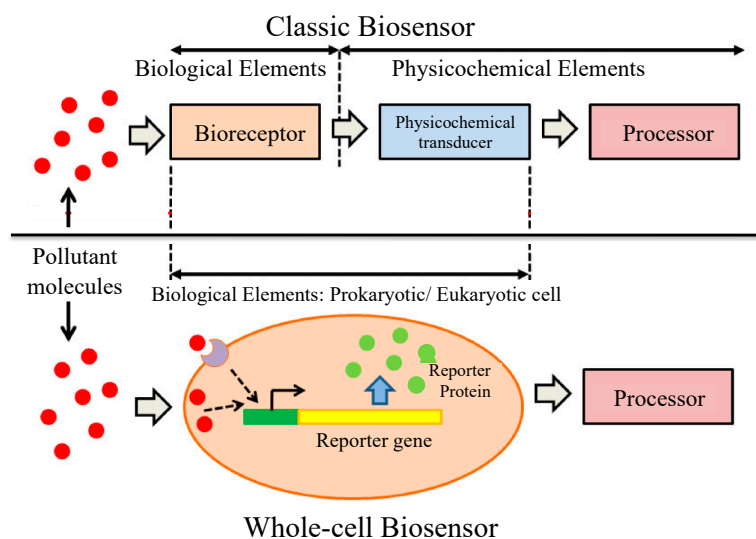 Classic Biosensor
Biological Elements
Physicochemical Elements
Bioreceptor
Physicochemical
transducer
Processor
Pollutant
molecules
Biological Elements: Prokaryotic/ Eukaryotic cell
Reporter
Protein
Reporter gene
Processor
Whole-cell Biosensor